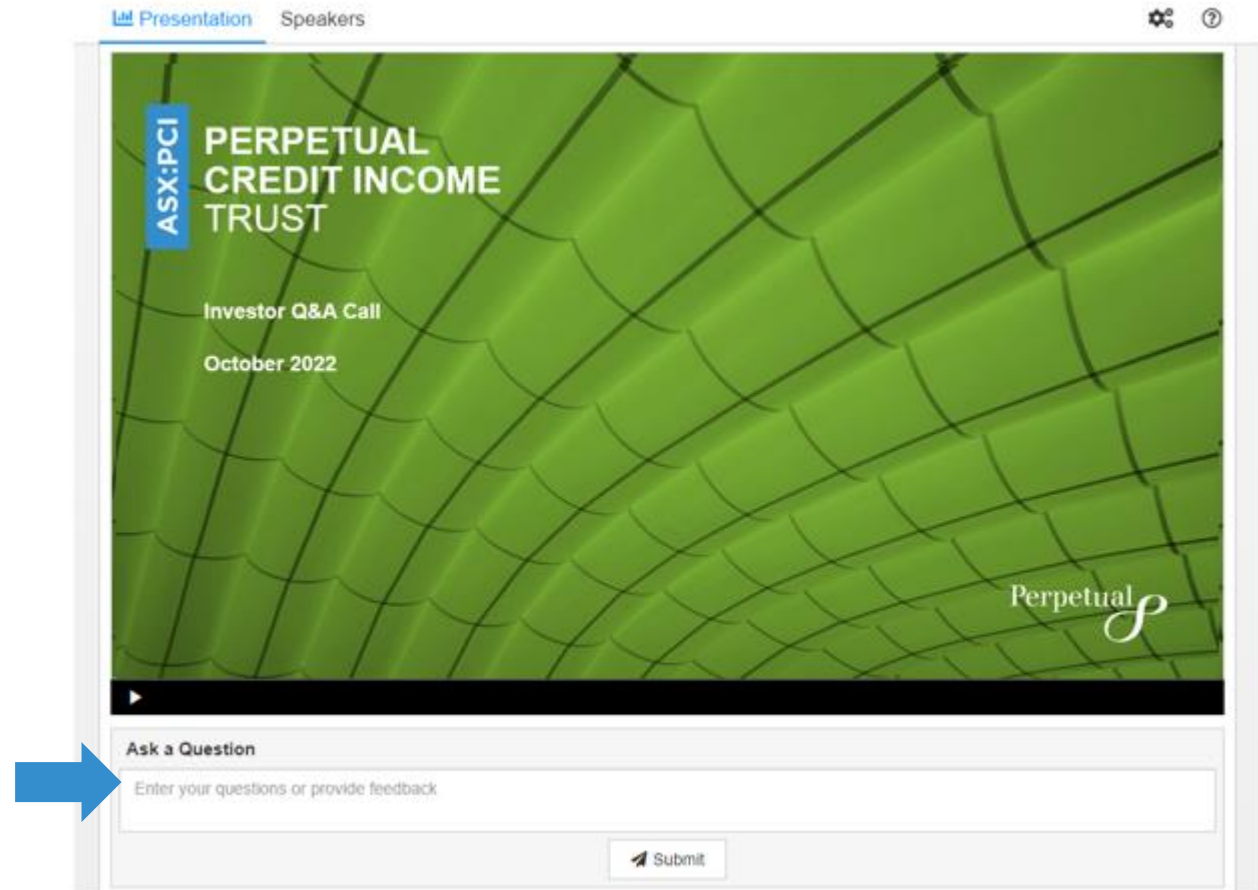 Presentation Speakers
ASX:PCI
PERPETUAL
CREDIT INCOME
TRUST
Investor Q&A Call
October 2022
Perpetual
Ask a Question
Enter your questions or provide feedback
Submit